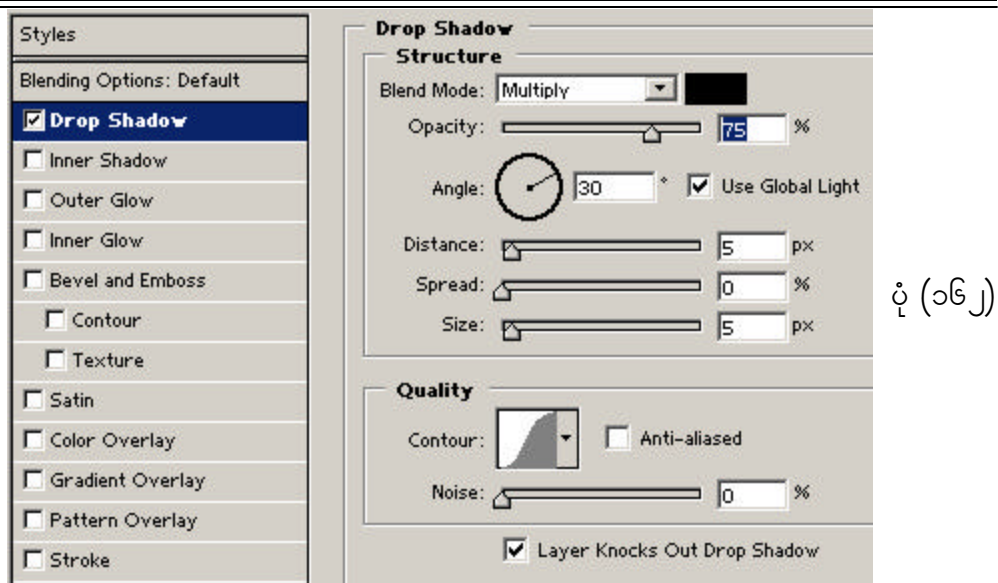 Styles
Blending Options: Default
Drop Shadow
Inner Shadow
Outer Glow
Inner Glow
Bevel and Emboss
Contour
Texture
Satin
Color Overlay
Gradient Overlay
Pattern Overlay
Stroke
Drop Shadow
Structure
Blend Mode: Multiply
Opacity: 75 %
Angle: 30 ° Use Global Light
Distance: 5 px
Spread: 0 %
Size: 5 px
Quality
Contour: Anti-aliased
Noise: 0 %
Layer Knocks Out Drop Shadow
ပုံ (၁၆၂)